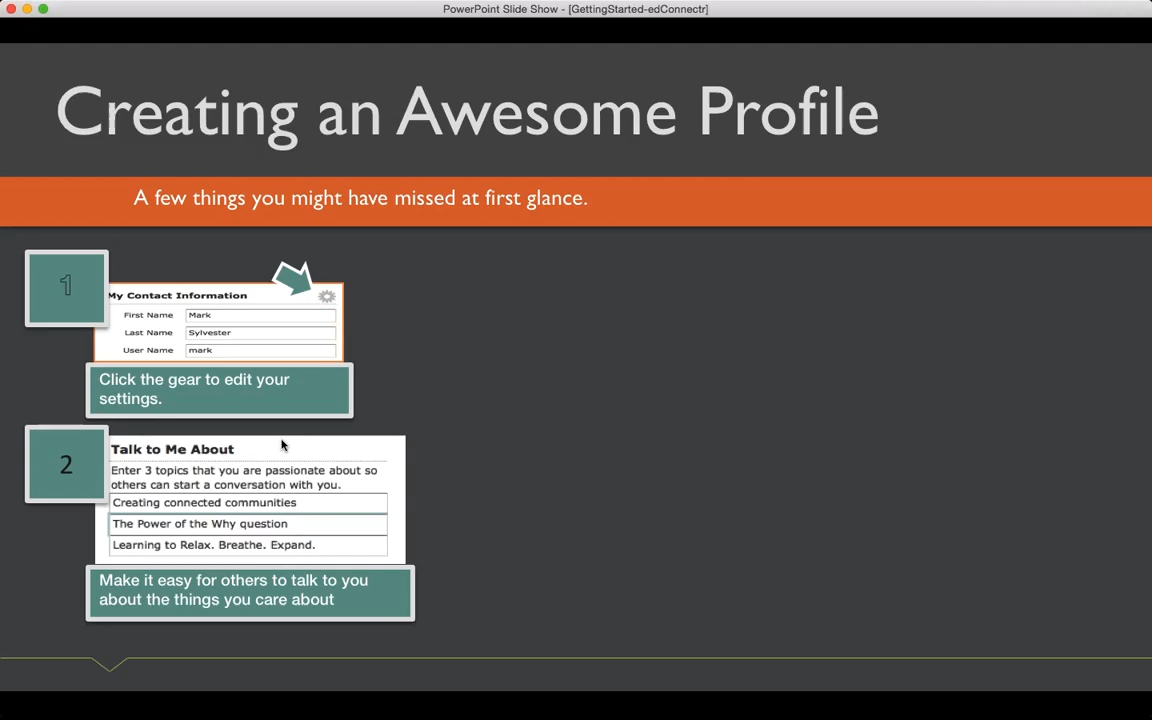 PowerPoint Slide Show - [GettingStarted-edConnectr]
Creating an Awesome Profile
A few things you might have missed at first glance.
1
My Contact Information
First Name Mark
Last Name Sylvester
User Name mark
Click the gear to edit your
settings.
2
Talk to Me About
Enter 3 topics that you are passionate about so
others can start a conversation with you.
Creating connected communities
The Power of the Why question
Learning to Relax. Breathe. Expand.
Make it easy for others to talk to you
about the things you care about